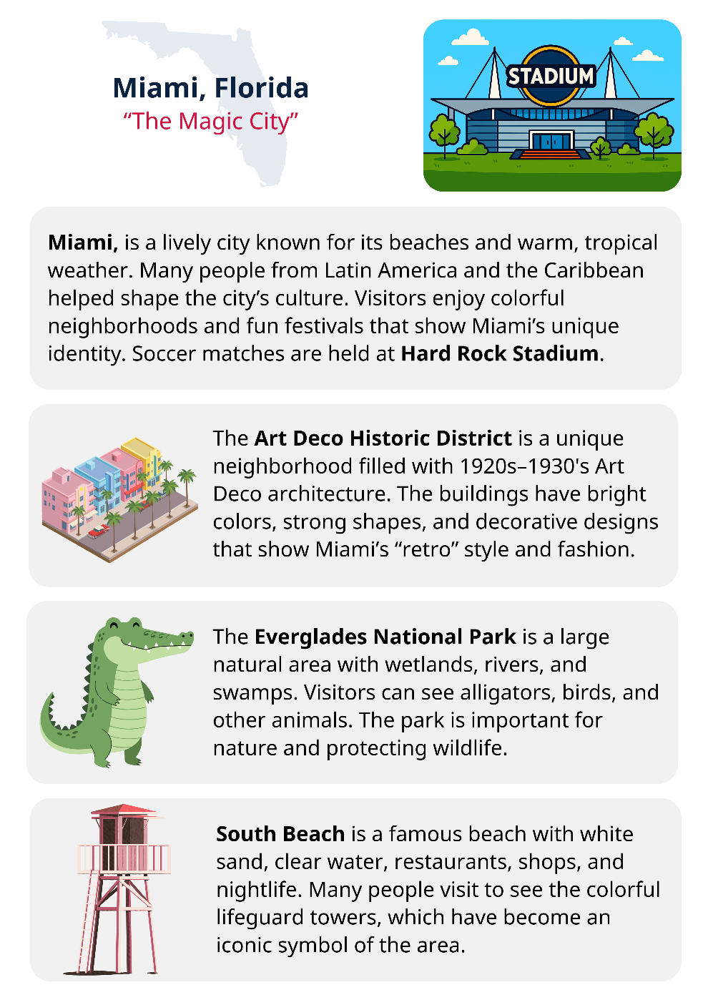 Miami, Florida
“The Magic City”
STADIUM
Miami, is a lively city known for its beaches and warm, tropical
weather. Many people from Latin America and the Caribbean
helped shape the city’s culture. Visitors enjoy colorful
neighborhoods and fun festivals that show Miami’s unique
identity. Soccer matches are held at Hard Rock Stadium.
The Art Deco Historic District is a unique
neighborhood filled with 1920s–1930's Art
Deco architecture. The buildings have bright
colors, strong shapes, and decorative designs
that show Miami’s “retro” style and fashion.
The Everglades National Park is a large
natural area with wetlands, rivers, and
swamps. Visitors can see alligators, birds, and
other animals. The park is important for
nature and protecting wildlife.
South Beach is a famous beach with white
sand, clear water, restaurants, shops, and
nightlife. Many people visit to see the colorful
lifeguard towers, which have become an
iconic symbol of the area.